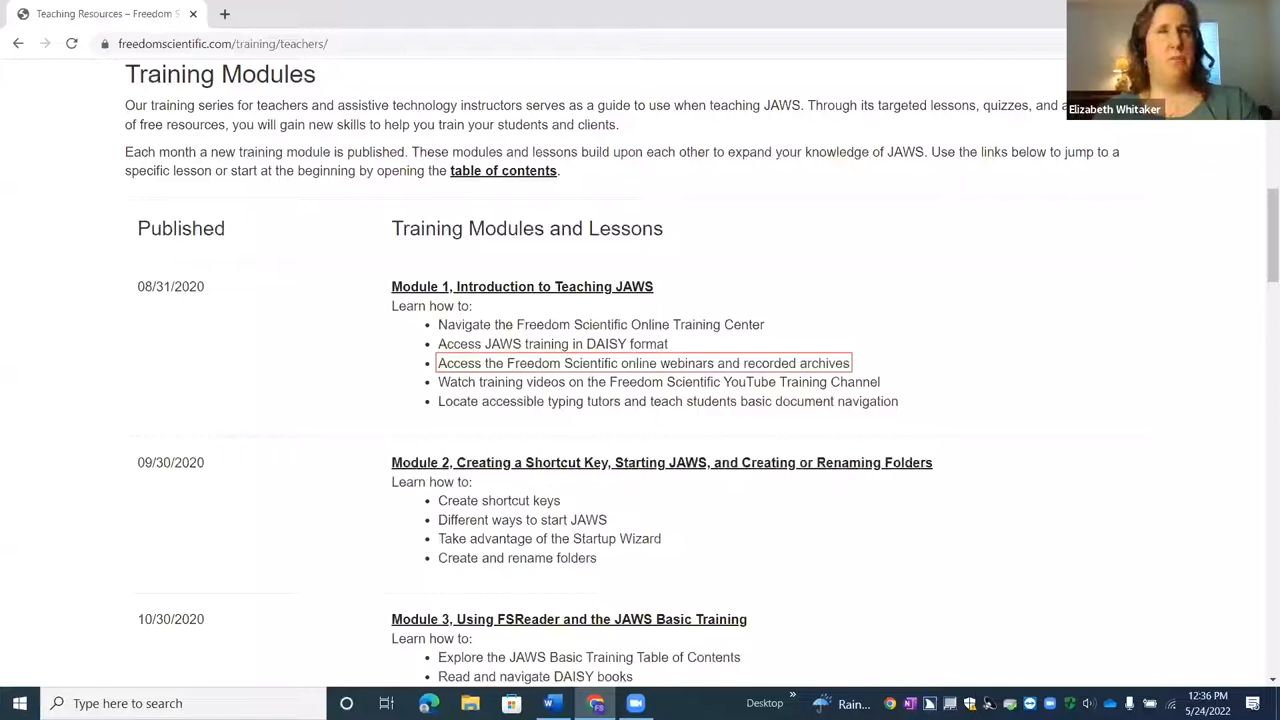 Teaching Resources – Freedom S
freedomscientific.com/training/teachers/
Elizabeth Whitaker
Training Modules
Our training series for teachers and assistive technology instructors serves as a guide to use when teaching JAWS. Through its targeted lessons, quizzes, and
of free resources, you will gain new skills to help you train your students and clients.
Each month a new training module is published. These modules and lessons build upon each other to expand your knowledge of JAWS. Use the links below to jump to a
specific lesson or start at the beginning by opening the table of contents.
Published
Training Modules and Lessons
08/31/2020
Module 1, Introduction to Teaching JAWS
Learn how to:
• Navigate the Freedom Scientific Online Training Center
• Access JAWS training in DAISY format
• Access the Freedom Scientific online webinars and recorded archives
• Watch training videos on the Freedom Scientific YouTube Training Channel
• Locate accessible typing tutors and teach students basic document navigation
09/30/2020
Module 2, Creating a Shortcut Key, Starting JAWS, and Creating or Renaming Folders
Learn how to:
• Create shortcut keys
• Different ways to start JAWS
• Take advantage of the Startup Wizard
• Create and rename folders
10/30/2020
Module 3, Using FSReader and the JAWS Basic Training
Learn how to:
• Explore the JAWS Basic Training Table of Contents
• Read and navigate DAISY books
Type here to search
Desktop
Rain...
12:36 PM
5/24/2022